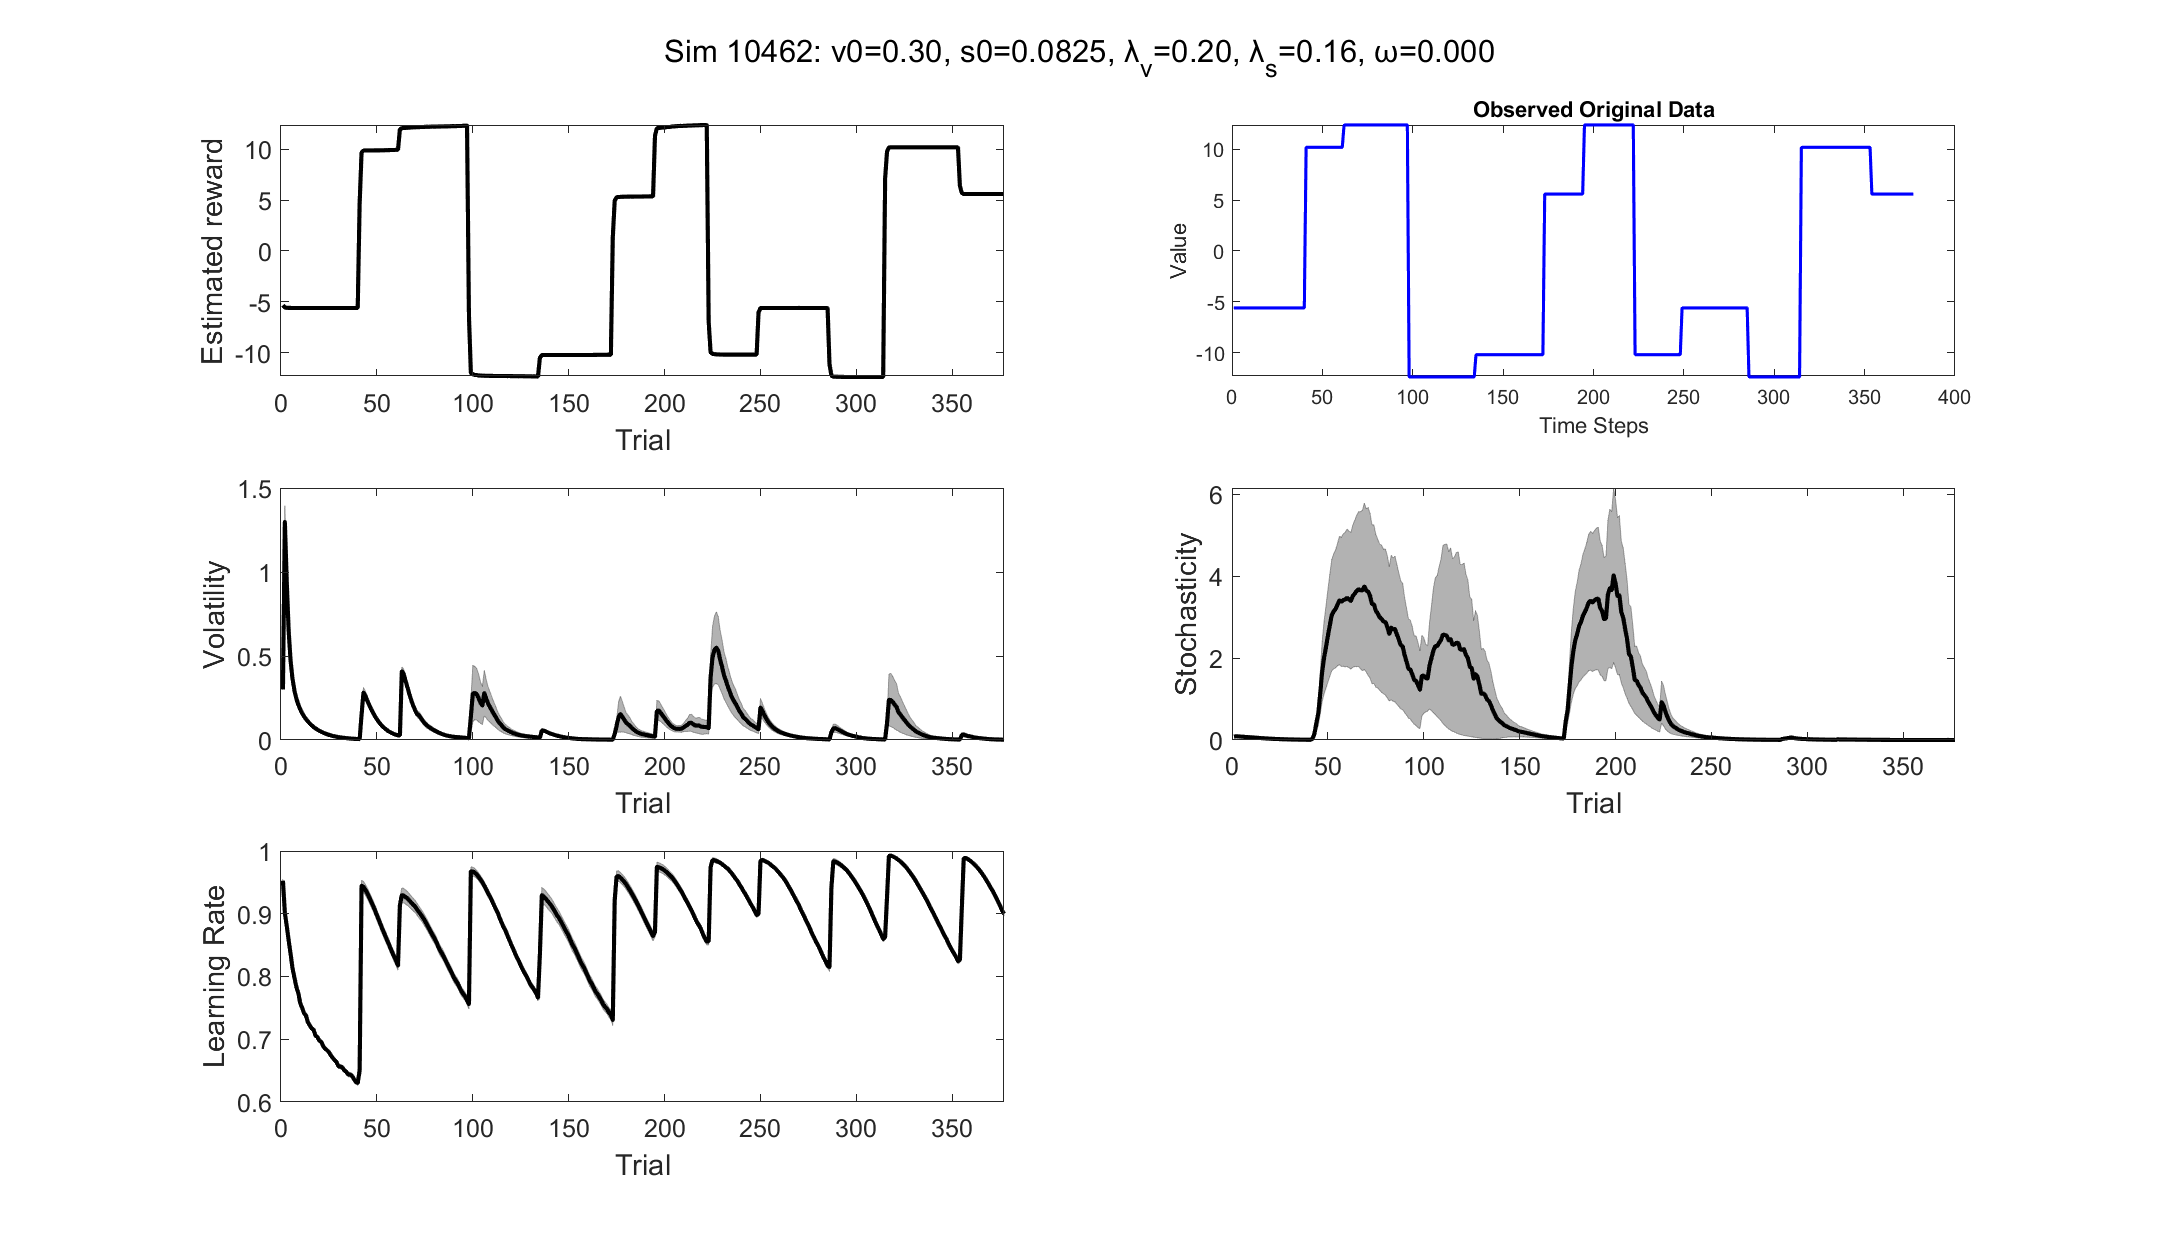 Sim 10462: v0=0.30, s0=0.0825, λ_v=0.20, λ_s=0.16, ω=0.000
Estimated reward
10
5
0
-5
-10
0 50 100 150 200 250 300 350
Trial
Observed Original Data
Value
10
5
0
-5
-10
0 50 100 150 200 250 300 350 400
Time Steps
Volatility
1.5
1
0.5
0
0 50 100 150 200 250 300 350
Trial
Stochasticity
6
4
2
0
0 50 100 150 200 250 300 350
Trial
Learning Rate
1
0.9
0.8
0.7
0.6
0 50 100 150 200 250 300 350
Trial